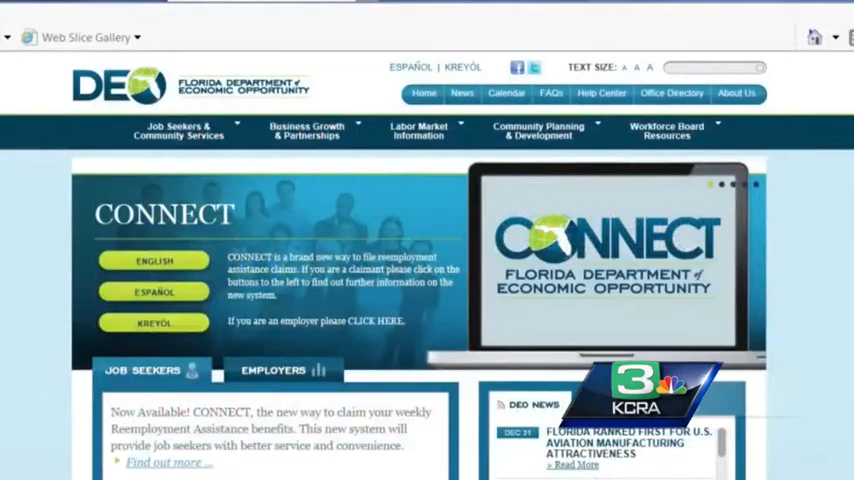 Web Slice Gallery
ESPAÑOL | KREYÒL
TEXT SIZE: A A A
DEO FLORIDA DEPARTMENT of
ECONOMIC OPPORTUNITY
Home News Calendar FAQs Help Center Office Directory About Us
Job Seekers &
Community Services
Business Growth
& Partnerships
Labor Market
Information
Community Planning
& Development
Workforce Board
Resources
CONNECT
ENGLISH
ESPAÑOL
KREYÒL
CONNECT is a brand new way to file reemployment
assistance claims. If you are a claimant please click on the
buttons to the left to find out further information on the
new system.
If you are an employer please CLICK HERE.
CONNECT
FLORIDA DEPARTMENT of
ECONOMIC OPPORTUNITY
JOB SEEKERS
EMPLOYERS
Now Available! CONNECT, the new way to claim your weekly
Reemployment Assistance benefits. This new system will
provide job seekers with better service and convenience.
Find out more ...
DEO NEWS
DEC 31
FLORIDA RANKED FIRST FOR U.S.
AVIATION MANUFACTURING
ATTRACTIVENESS
» Read More
3
KCRA